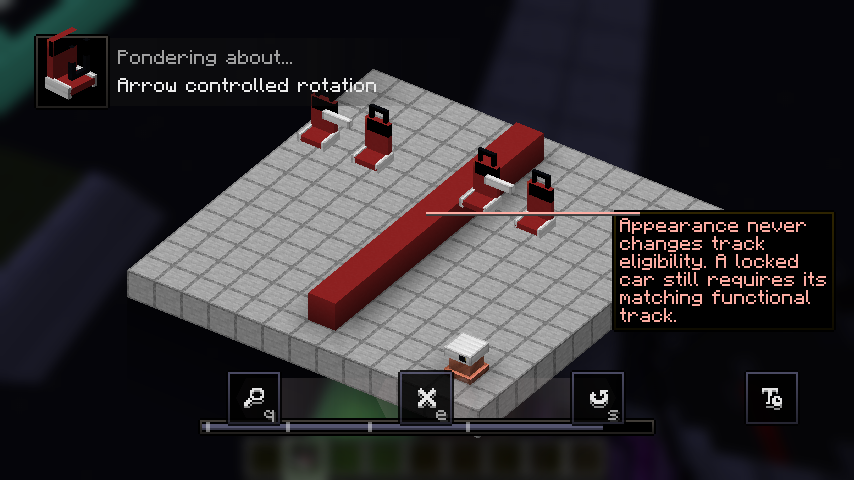 Pondering about...
Arrow controlled rotation
Appearance never
changes track
eligibility. A locked
car still requires its
matching functional
track.
q
e
s
T